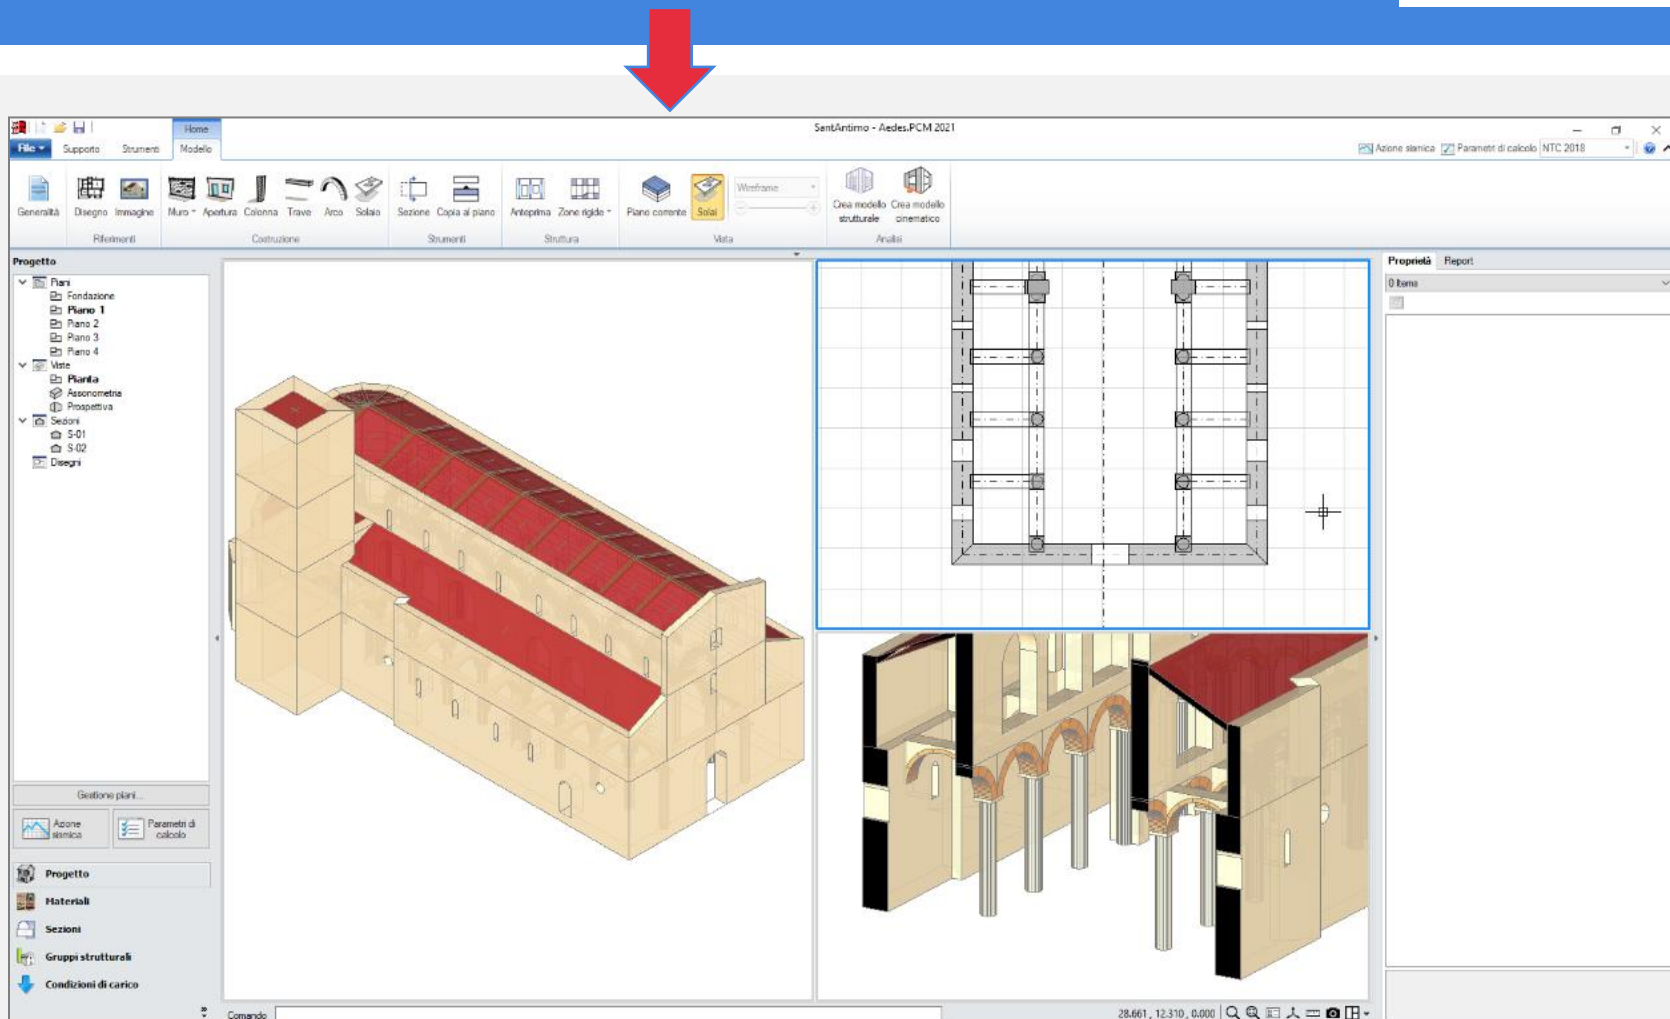 SantAntimo - Aedes.PCM 2021
Home
File
Supporto
Strumenti
Modello
Azione sismica
Parametri di calcolo
NTC 2018
Generalità
Disegno
Immagine
Muro
Apertura
Colonna
Trave
Arco
Solaio
Sezione
Copia al piano
Anteprima
Zone rigide
Piano corrente
Solai
Wireframe
Crea modello
strutturale
Crea modello
cinematico
Riferimenti
Costruzione
Strumenti
Struttura
Vista
Analisi
Progetto
Piani
Fondazione
Piano 1
Piano 2
Piano 3
Piano 4
Viste
Pianta
Assonometria
Prospettiva
Sezioni
S-01
S-02
Disegni
Gestione piani...
Azione
sismica
Parametri di
calcolo
Progetto
Materiali
Sezioni
Gruppi strutturali
Condizioni di carico
Proprietà
Report
0 Items
Comando
28.661 , 12.310 , 0.000